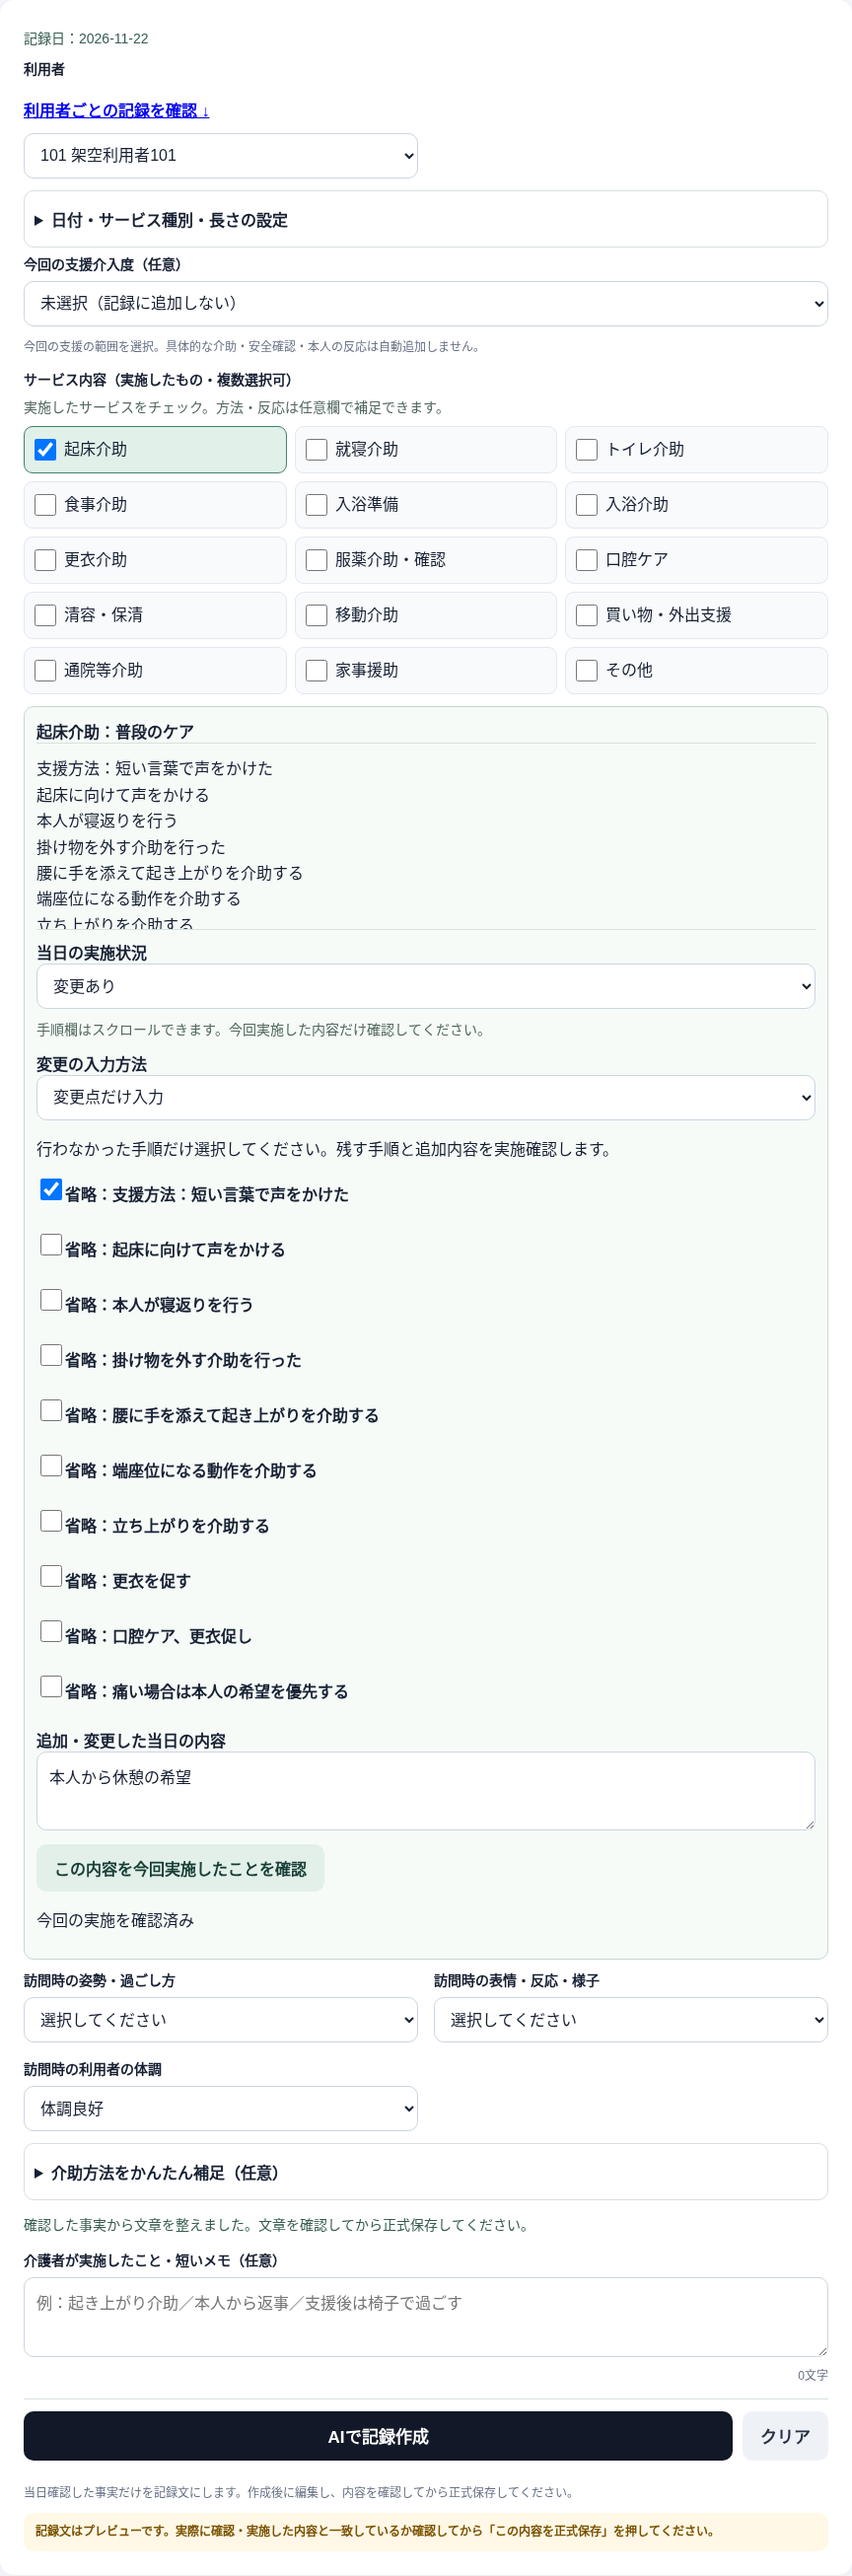 記録日：2026-11-22
利用者
利用者ごとの記録を確認 ↓
101 架空利用者101
▶ 日付・サービス種別・長さの設定
今回の支援介入度（任意）
未選択（記録に追加しない）
今回の支援の範囲を選択。具体的な介助・安全確認・本人の反応は自動追加しません。
サービス内容（実施したもの・複数選択可）
実施したサービスをチェック。方法・反応は任意欄で補足できます。
起床介助 就寝介助 トイレ介助
食事介助 入浴準備 入浴介助
更衣介助 服薬介助・確認 口腔ケア
清容・保清 移動介助 買い物・外出支援
通院等介助 家事援助 その他
起床介助：普段のケア
支援方法：短い言葉で声をかけた
起床に向けて声をかける
本人が寝返りを行う
掛け物を外す介助を行った
腰に手を添えて起き上がりを介助する
端座位になる動作を介助する
立ち上がりを介助する
当日の実施状況
変更あり
手順欄はスクロールできます。今回実施した内容だけ確認してください。
変更の入力方法
変更点だけ入力
行わなかった手順だけ選択してください。残す手順と追加内容を実施確認します。
省略：支援方法：短い言葉で声をかけた
省略：起床に向けて声をかける
省略：本人が寝返りを行う
省略：掛け物を外す介助を行った
省略：腰に手を添えて起き上がりを介助する
省略：端座位になる動作を介助する
省略：立ち上がりを介助する
省略：更衣を促す
省略：口腔ケア、更衣促し
省略：痛い場合は本人の希望を優先する
追加・変更した当日の内容
本人から休憩の希望
この内容を今回実施したことを確認
今回の実施を確認済み
訪問時の姿勢・過ごし方 訪問時の表情・反応・様子
選択してください 選択してください
訪問時の利用者の体調
体調良好
▶ 介助方法をかんたん補足（任意）
確認した事実から文章を整えました。文章を確認してから正式保存してください。
介護者が実施したこと・短いメモ（任意）
例：起き上がり介助／本人から返事／支援後は椅子で過ごす
0文字
AIで記録作成 クリア
当日確認した事実だけを記録文にします。作成後に編集し、内容を確認してから正式保存してください。
記録文はプレビューです。実際に確認・実施した内容と一致しているか確認してから「この内容を正式保存」を押してください。